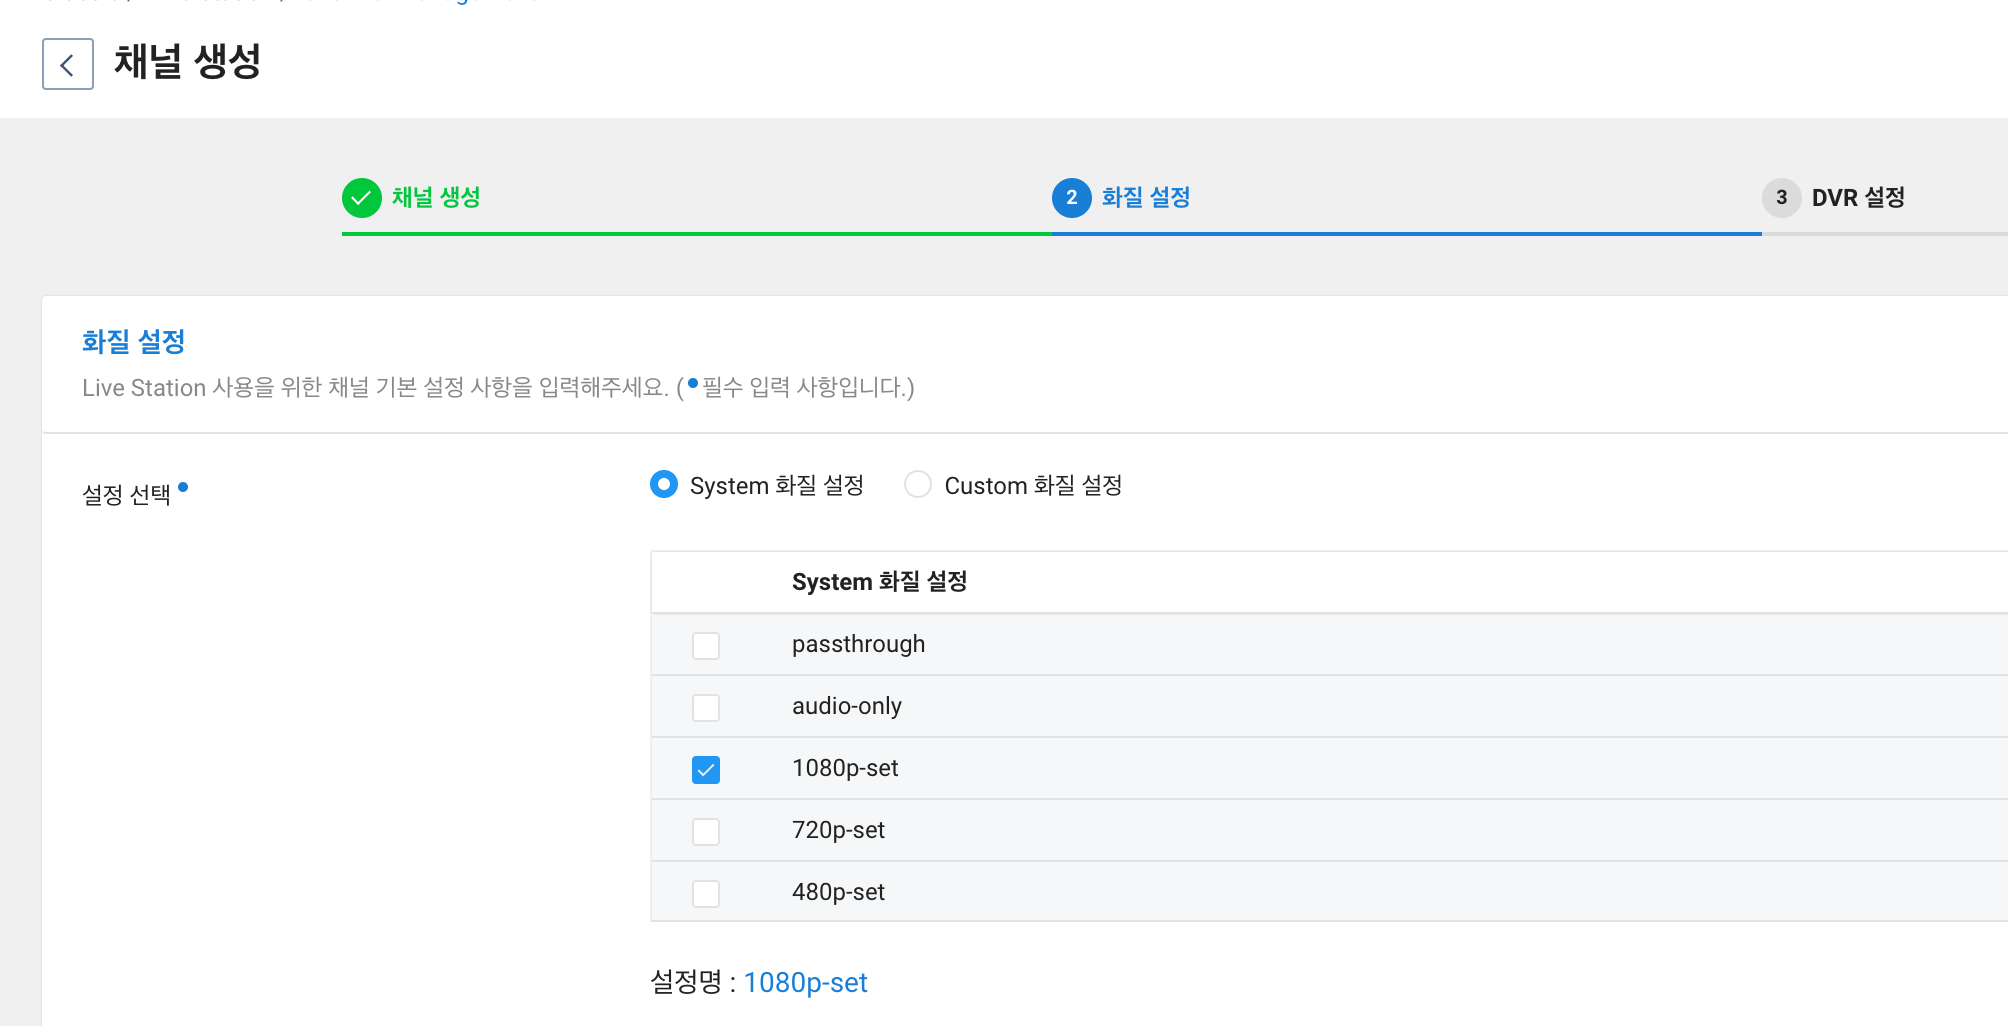 채널 생성
채널 생성
2 화질 설정
3 DVR 설정
화질 설정
Live Station 사용을 위한 채널 기본 설정 사항을 입력해주세요. ( 필수 입력 사항입니다.)
설정 선택
System 화질 설정 Custom 화질 설정
System 화질 설정
passthrough
audio-only
1080p-set
720p-set
480p-set
설정명 : 1080p-set